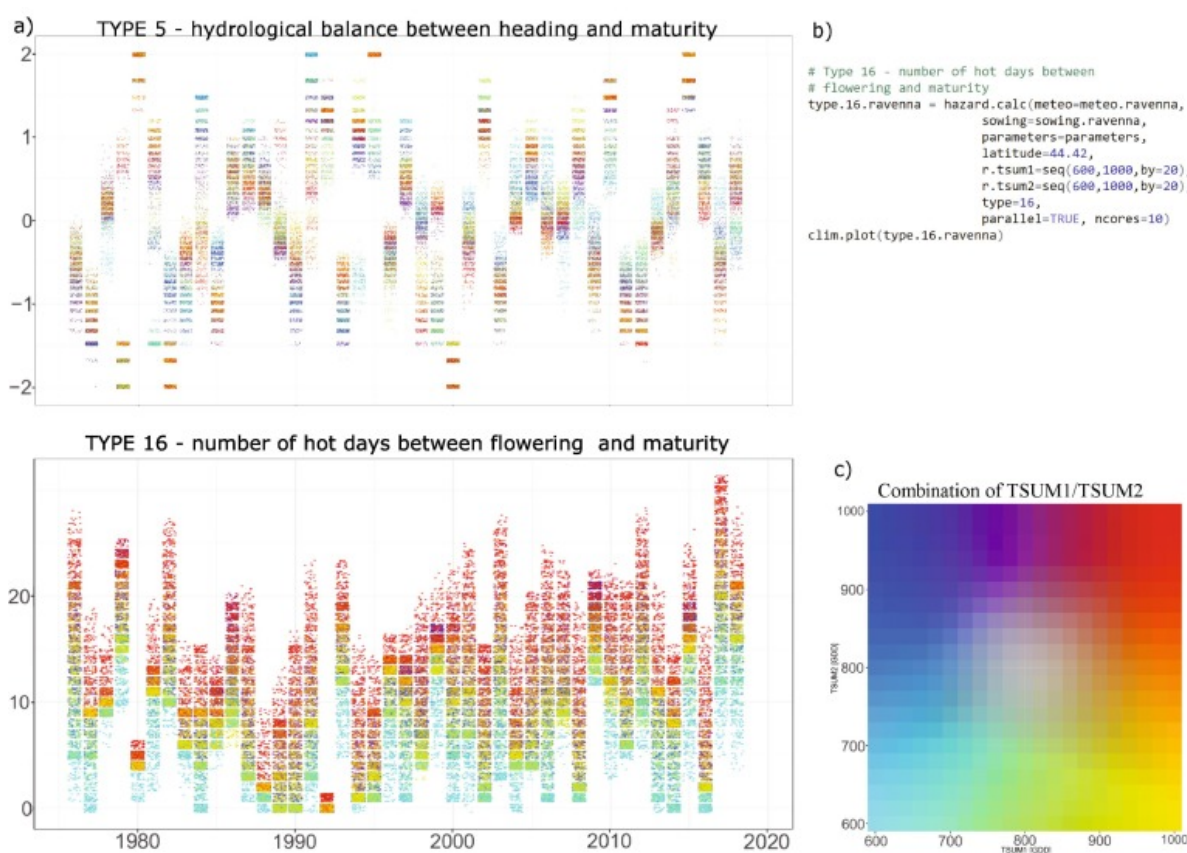 a)
TYPE 5 - hydrological balance between heading and maturity
2
1
0
−1
−2
TYPE 16 - number of hot days between flowering  and maturity
20
10
0
1980
1990
2000
2010
2020
b)
# Type 16 - number of hot days between
# flowering and maturity
type.16.ravenna = hazard.calc(meteo=meteo.ravenna,
sowing=sowing.ravenna,
parameters=parameters,
latitude=44.42,
r.tsum1=seq(600,1000,by=20)
r.tsum2=seq(600,1000,by=20)
type=16,
parallel=TRUE, ncores=10)
clim.plot(type.16.ravenna)
c)
Combination of TSUM1/TSUM2
1000
900
800
700
600
TSUM2 [GDD]
600
700
800
900
1000
TSUM1 [GDD]